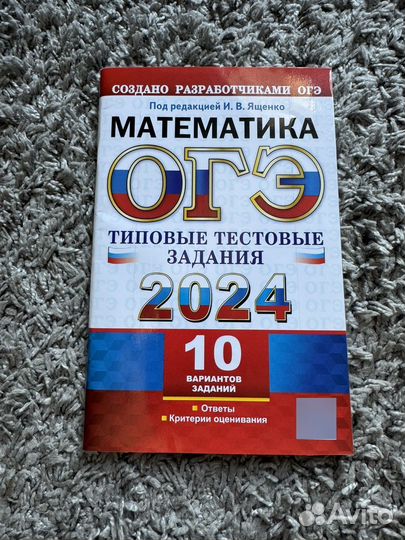 СОЗДАНО РАЗРАБОТЧИКАМИ ОГЭ
Под редакцией И. В. Ященко
МАТЕМАТИКА
ОГЭ
ТИПОВЫЕ ТЕСТОВЫЕ
ЗАДАНИЯ
2024
10
ВАРИАНТОВ
ЗАДАНИЙ
Ответы
Критерии оценивания
Avito